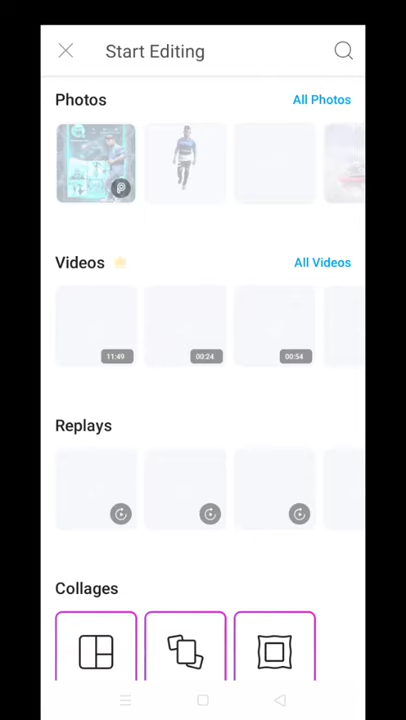 Start Editing
Photos
All Photos
Videos
All Videos
11:49
00:24
00:54
Replays
Collages